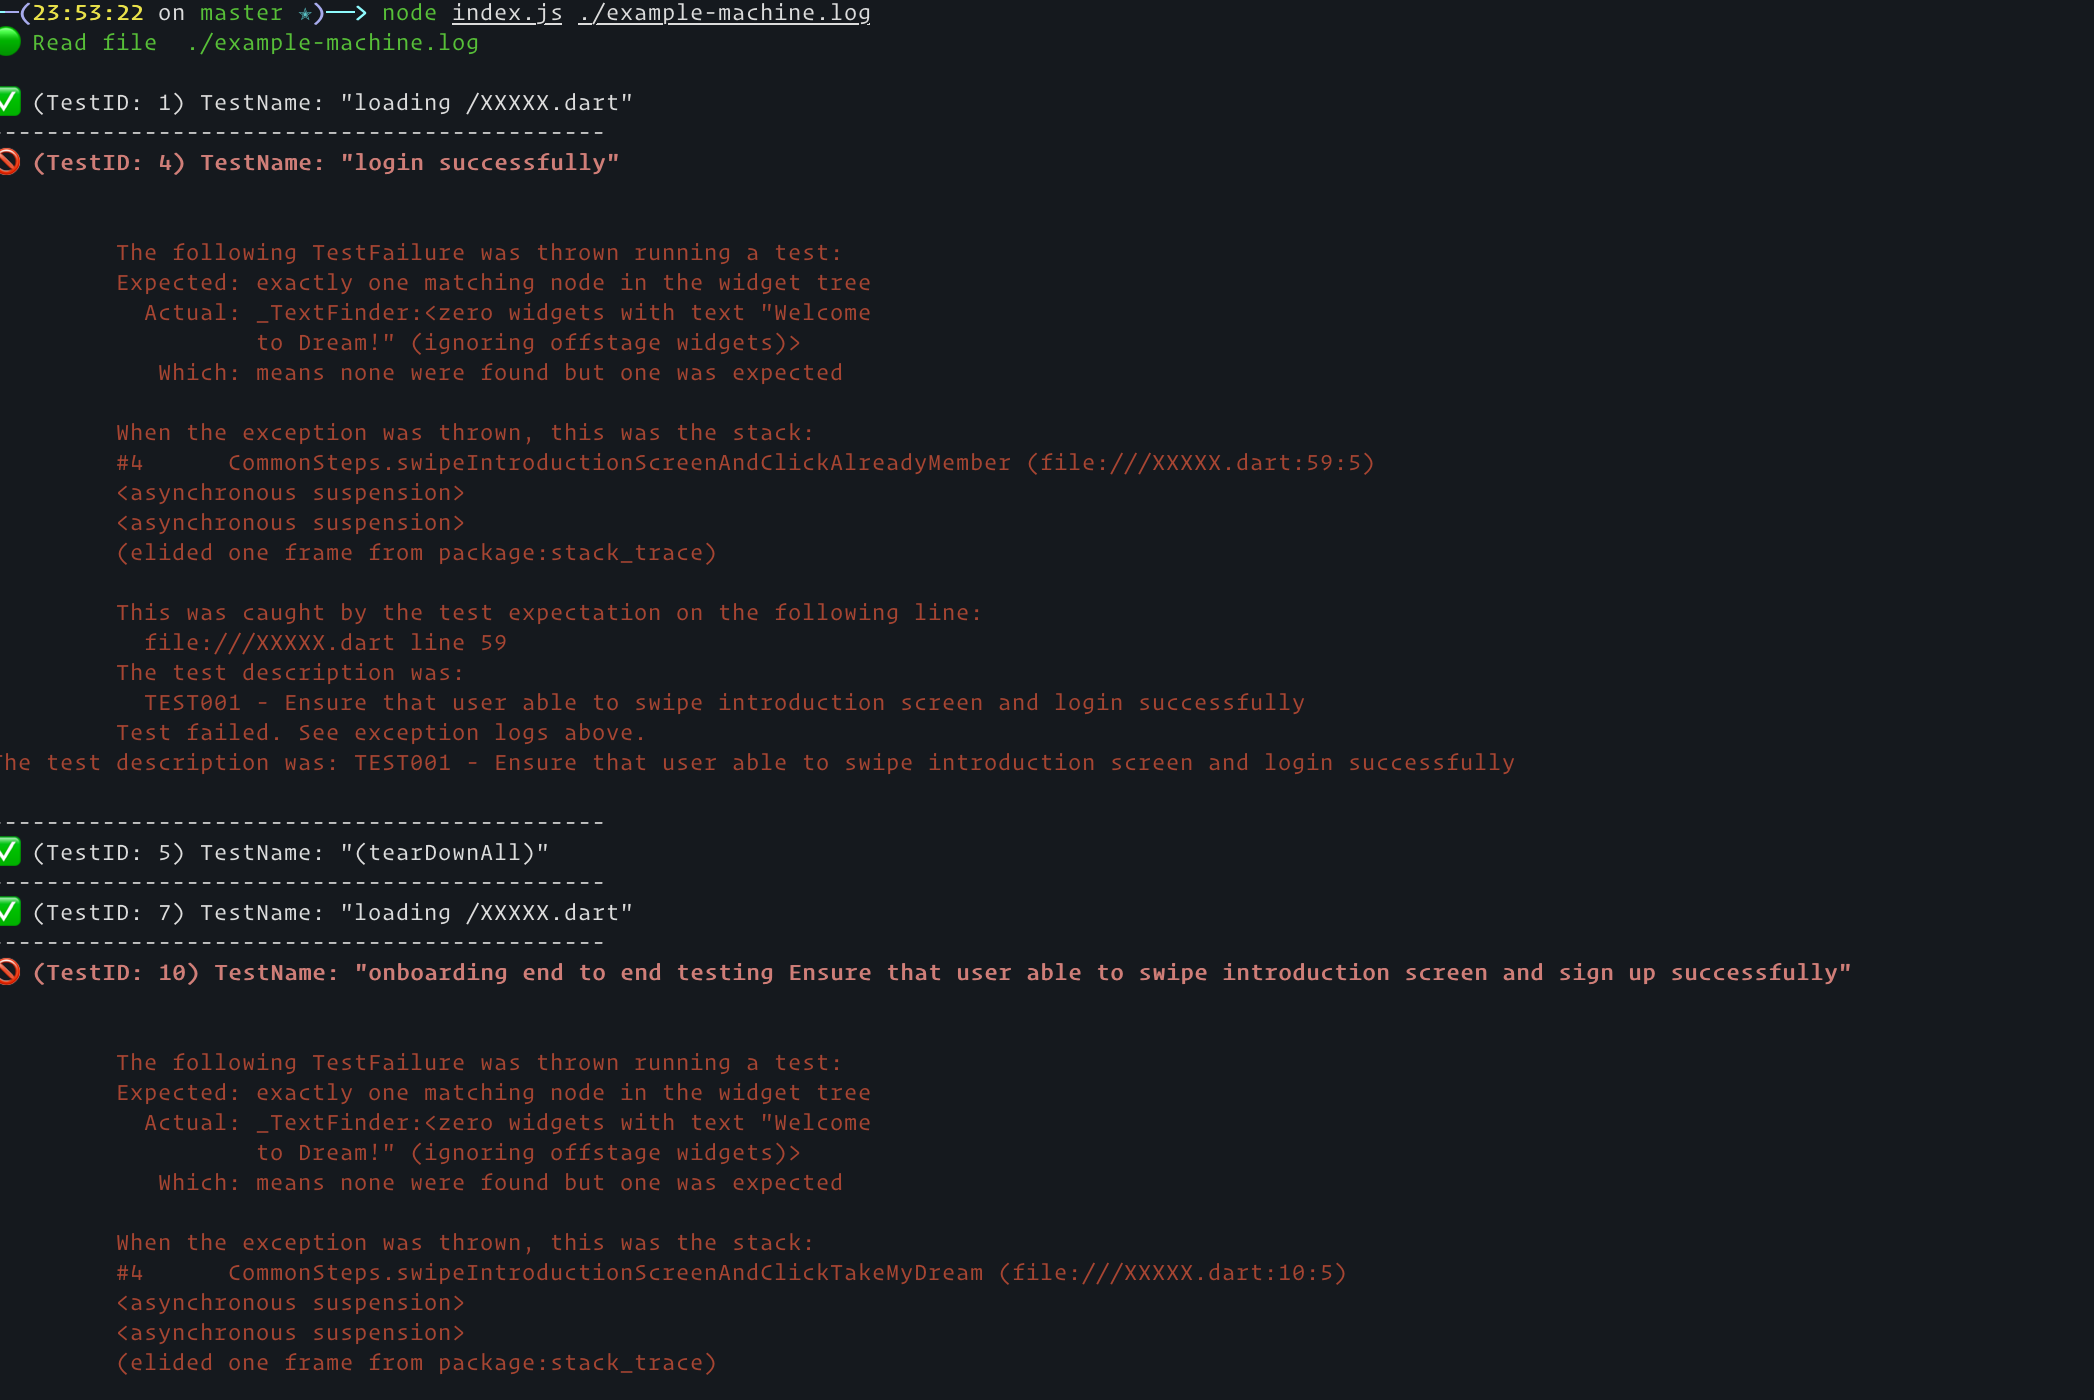 (23:53:22 on master ✭)──> node index.js ./example-machine.log
Read file  ./example-machine.log
(TestID: 1) TestName: "loading /XXXXX.dart"
--------------------------------------------
(TestID: 4) TestName: "login successfully"
The following TestFailure was thrown running a test:
Expected: exactly one matching node in the widget tree
Actual: _TextFinder:<zero widgets with text "Welcome
to Dream!" (ignoring offstage widgets)>
Which: means none were found but one was expected
When the exception was thrown, this was the stack:
#4      CommonSteps.swipeIntroductionScreenAndClickAlreadyMember (file:///XXXXX.dart:59:5)
<asynchronous suspension>
<asynchronous suspension>
(elided one frame from package:stack_trace)
This was caught by the test expectation on the following line:
file:///XXXXX.dart line 59
The test description was:
TEST001 - Ensure that user able to swipe introduction screen and login successfully
Test failed. See exception logs above.
The test description was: TEST001 - Ensure that user able to swipe introduction screen and login successfully
--------------------------------------------
(TestID: 5) TestName: "(tearDownAll)"
--------------------------------------------
(TestID: 7) TestName: "loading /XXXXX.dart"
--------------------------------------------
(TestID: 10) TestName: "onboarding end to end testing Ensure that user able to swipe introduction screen and sign up successfully"
The following TestFailure was thrown running a test:
Expected: exactly one matching node in the widget tree
Actual: _TextFinder:<zero widgets with text "Welcome
to Dream!" (ignoring offstage widgets)>
Which: means none were found but one was expected
When the exception was thrown, this was the stack:
#4      CommonSteps.swipeIntroductionScreenAndClickTakeMyDream (file:///XXXXX.dart:10:5)
<asynchronous suspension>
<asynchronous suspension>
(elided one frame from package:stack_trace)